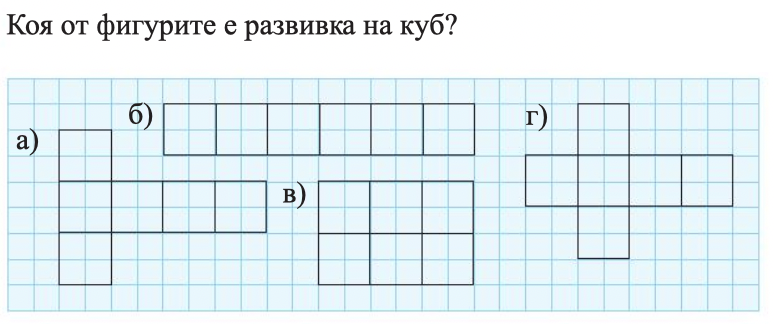 Коя от фигурите е развивка на куб?
а)
б)
в)
г)